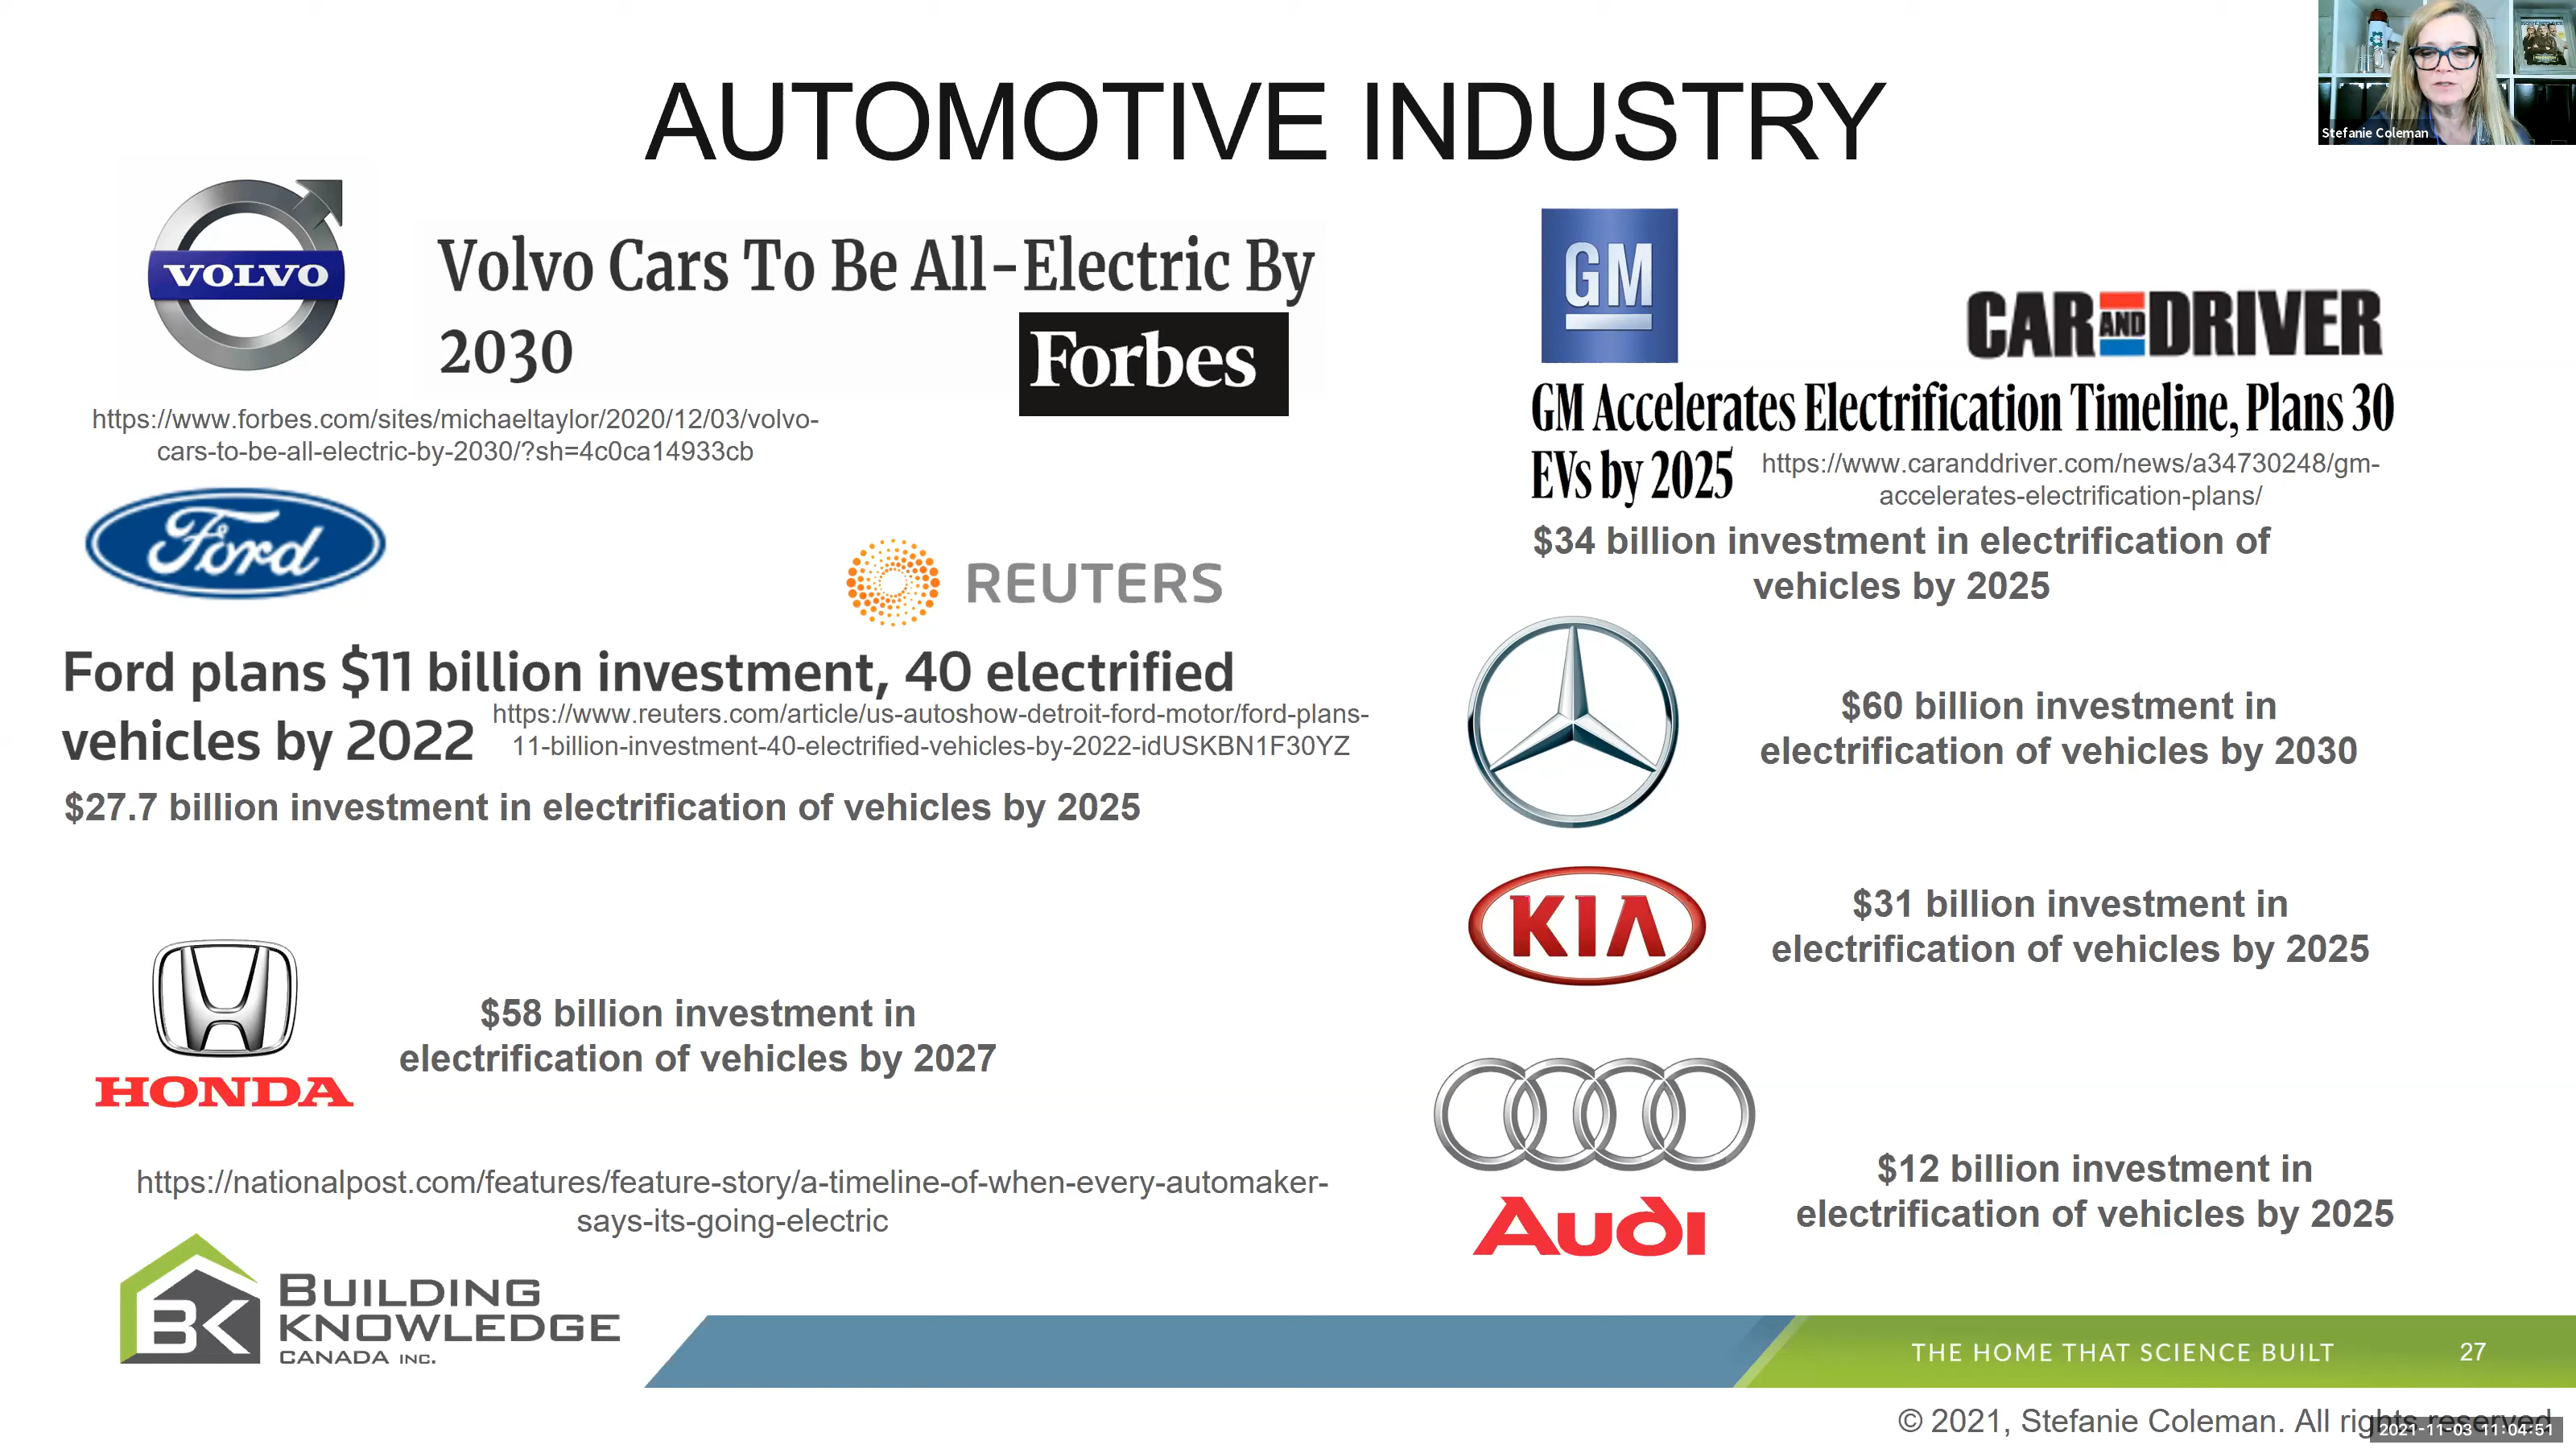 AUTOMOTIVE INDUSTRY
Stefanie Coleman
VOLVO
Volvo Cars To Be All-Electric By
2030
Forbes
https://www.forbes.com/sites/michaeltaylor/2020/12/03/volvo-
cars-to-be-all-electric-by-2030/?sh=4c0ca14933cb
Ford
REUTERS
Ford plans $11 billion investment, 40 electrified
vehicles by 2022
https://www.reuters.com/article/us-autoshow-detroit-ford-motor/ford-plans-
11-billion-investment-40-electrified-vehicles-by-2022-idUSKBN1F30YZ
$27.7 billion investment in electrification of vehicles by 2025
HONDA
$58 billion investment in
electrification of vehicles by 2027
https://nationalpost.com/features/feature-story/a-timeline-of-when-every-automaker-
says-its-going-electric
GM
CAR AND DRIVER
GM Accelerates Electrification Timeline, Plans 30
EVs by 2025
https://www.caranddriver.com/news/a34730248/gm-
accelerates-electrification-plans/
$34 billion investment in electrification of
vehicles by 2025
$60 billion investment in
electrification of vehicles by 2030
KIA
$31 billion investment in
electrification of vehicles by 2025
Audi
$12 billion investment in
electrification of vehicles by 2025
BK
BUILDING
KNOWLEDGE
CANADA INC.
THE HOME THAT SCIENCE BUILT
27
© 2021, Stefanie Coleman. All rights reserved
2021-11-03 11:04:51